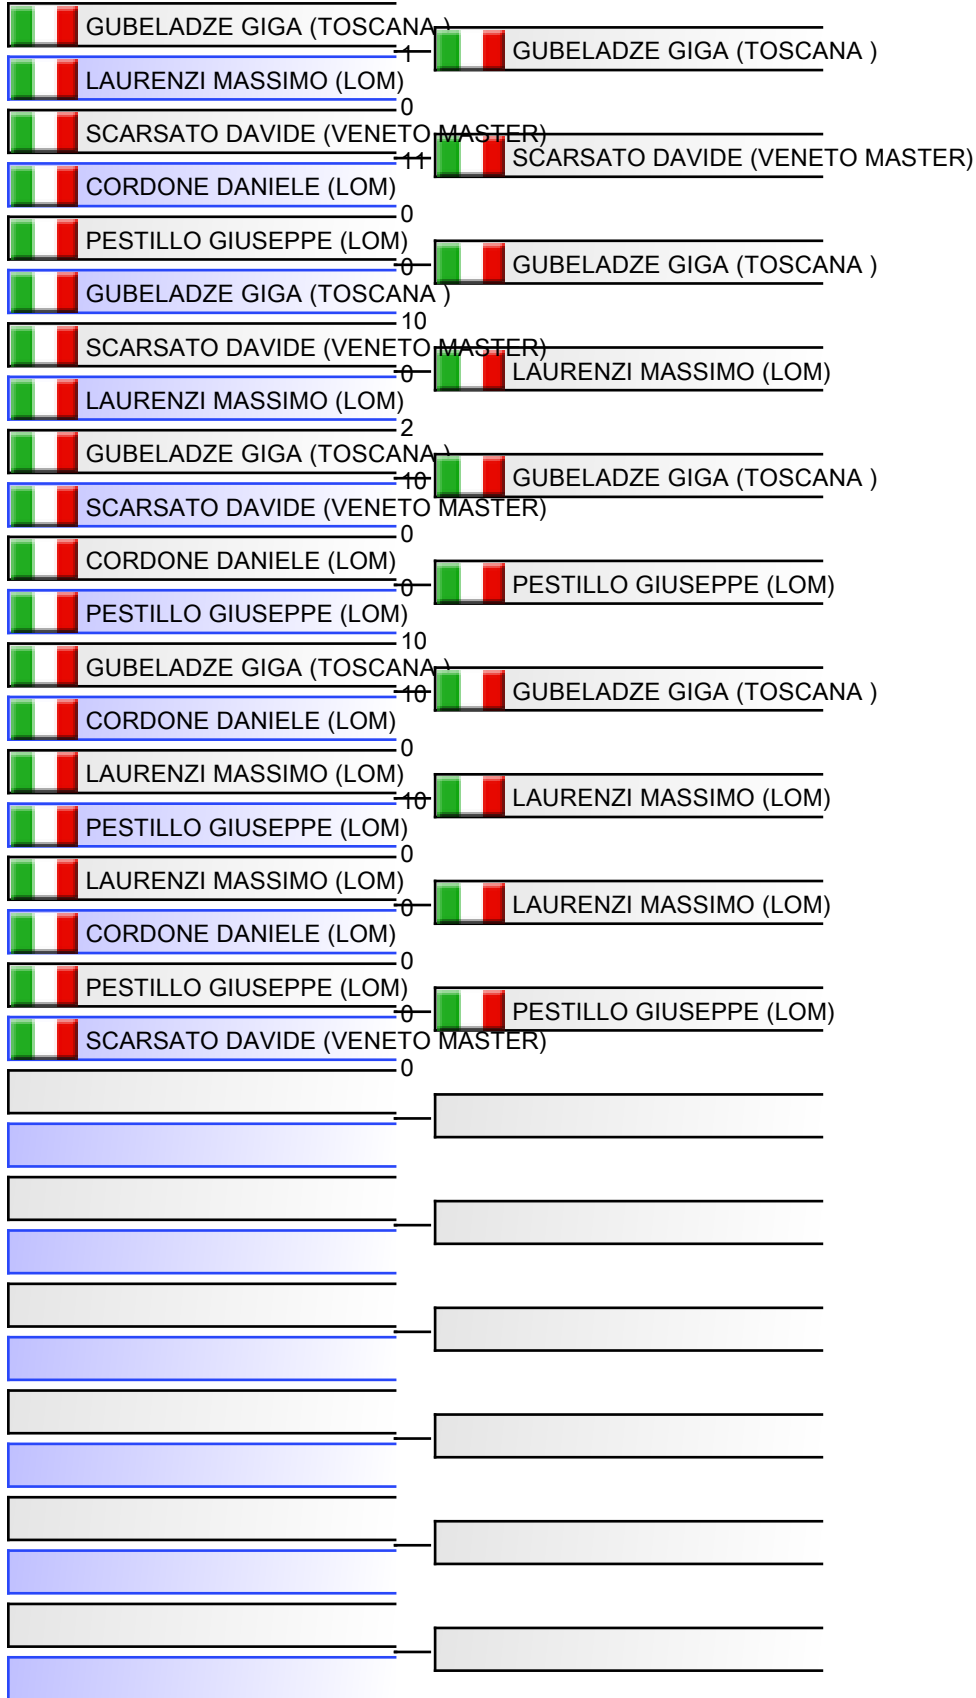 GUBELADZE GIGA (TOSCANA )
1
GUBELADZE GIGA (TOSCANA )
LAURENZI MASSIMO (LOM)
0
SCARSATO DAVIDE (VENETO MASTER)
11
SCARSATO DAVIDE (VENETO MASTER)
CORDONE DANIELE (LOM)
0
PESTILLO GIUSEPPE (LOM)
0
GUBELADZE GIGA (TOSCANA )
GUBELADZE GIGA (TOSCANA )
10
SCARSATO DAVIDE (VENETO MASTER)
0
LAURENZI MASSIMO (LOM)
LAURENZI MASSIMO (LOM)
2
GUBELADZE GIGA (TOSCANA )
10
GUBELADZE GIGA (TOSCANA )
SCARSATO DAVIDE (VENETO MASTER)
0
CORDONE DANIELE (LOM)
0
PESTILLO GIUSEPPE (LOM)
PESTILLO GIUSEPPE (LOM)
10
GUBELADZE GIGA (TOSCANA )
10
GUBELADZE GIGA (TOSCANA )
CORDONE DANIELE (LOM)
0
LAURENZI MASSIMO (LOM)
10
LAURENZI MASSIMO (LOM)
PESTILLO GIUSEPPE (LOM)
0
LAURENZI MASSIMO (LOM)
0
LAURENZI MASSIMO (LOM)
CORDONE DANIELE (LOM)
0
PESTILLO GIUSEPPE (LOM)
0
PESTILLO GIUSEPPE (LOM)
SCARSATO DAVIDE (VENETO MASTER)
0